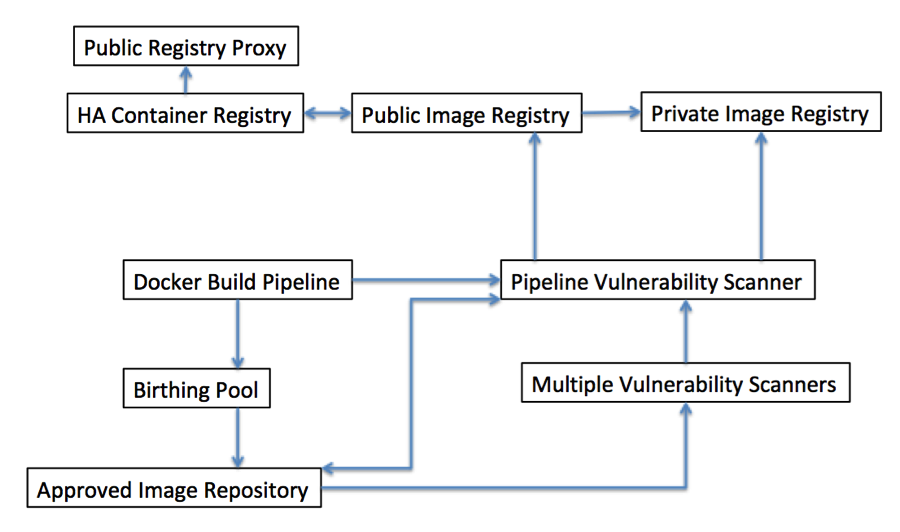 Public Registry Proxy
HA Container Registry
Public Image Registry
Private Image Registry
Docker Build Pipeline
Pipeline Vulnerability Scanner
Birthing Pool
Multiple Vulnerability Scanners
Approved Image Repository